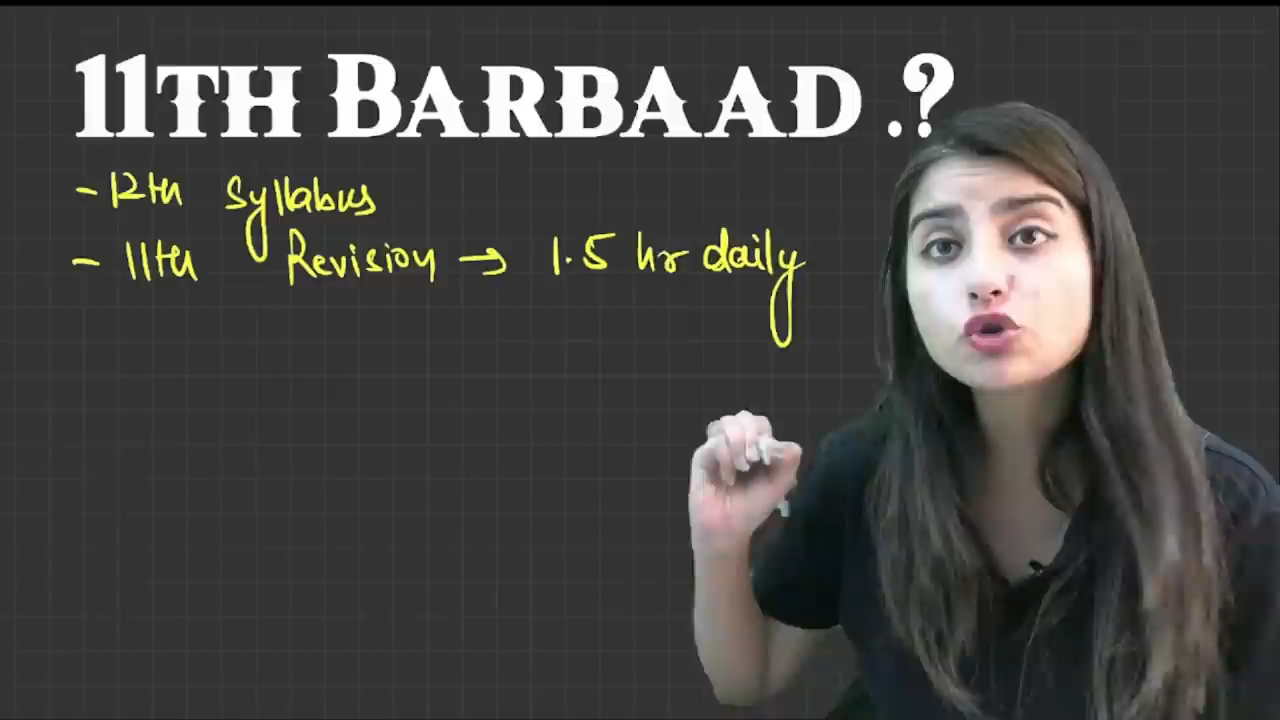 11TH BARBAAD .?
- 12th Syllabus
- 11th Revision → 1.5 hr daily